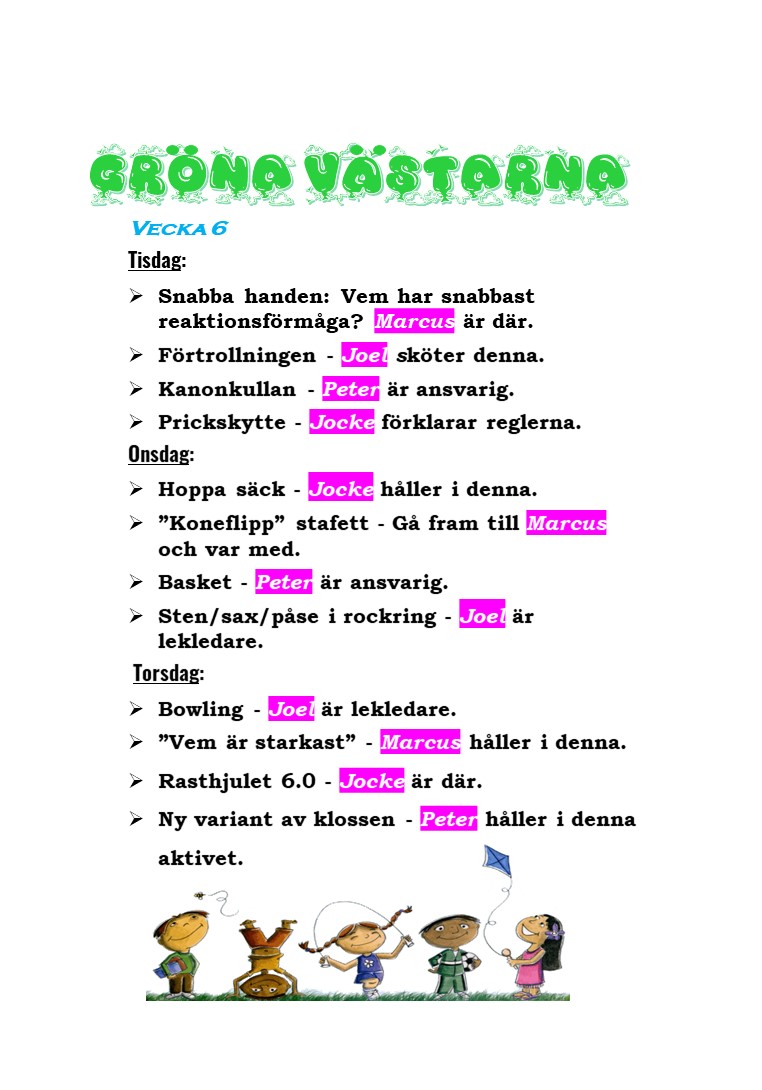 GRÖNA VÄSTARNA
VECKA 6
Tisdag:
➢ Snabba handen: Vem har snabbast
reaktionsförmåga? Marcus är där.
➢ Förtrollningen - Joel sköter denna.
➢ Kanonkullan - Peter är ansvarig.
➢ Prickskytte - Jocke förklarar reglerna.
Onsdag:
➢ Hoppa säck - Jocke håller i denna.
➢ ”Koneflipp” stafett - Gå fram till Marcus
och var med.
➢ Basket - Peter är ansvarig.
➢ Sten/sax/påse i rockring - Joel är
lekledare.
Torsdag:
➢ Bowling - Joel är lekledare.
➢ ”Vem är starkast” - Marcus håller i denna.
➢ Rasthjulet 6.0 - Jocke är där.
➢ Ny variant av klossen - Peter håller i denna
aktivet.